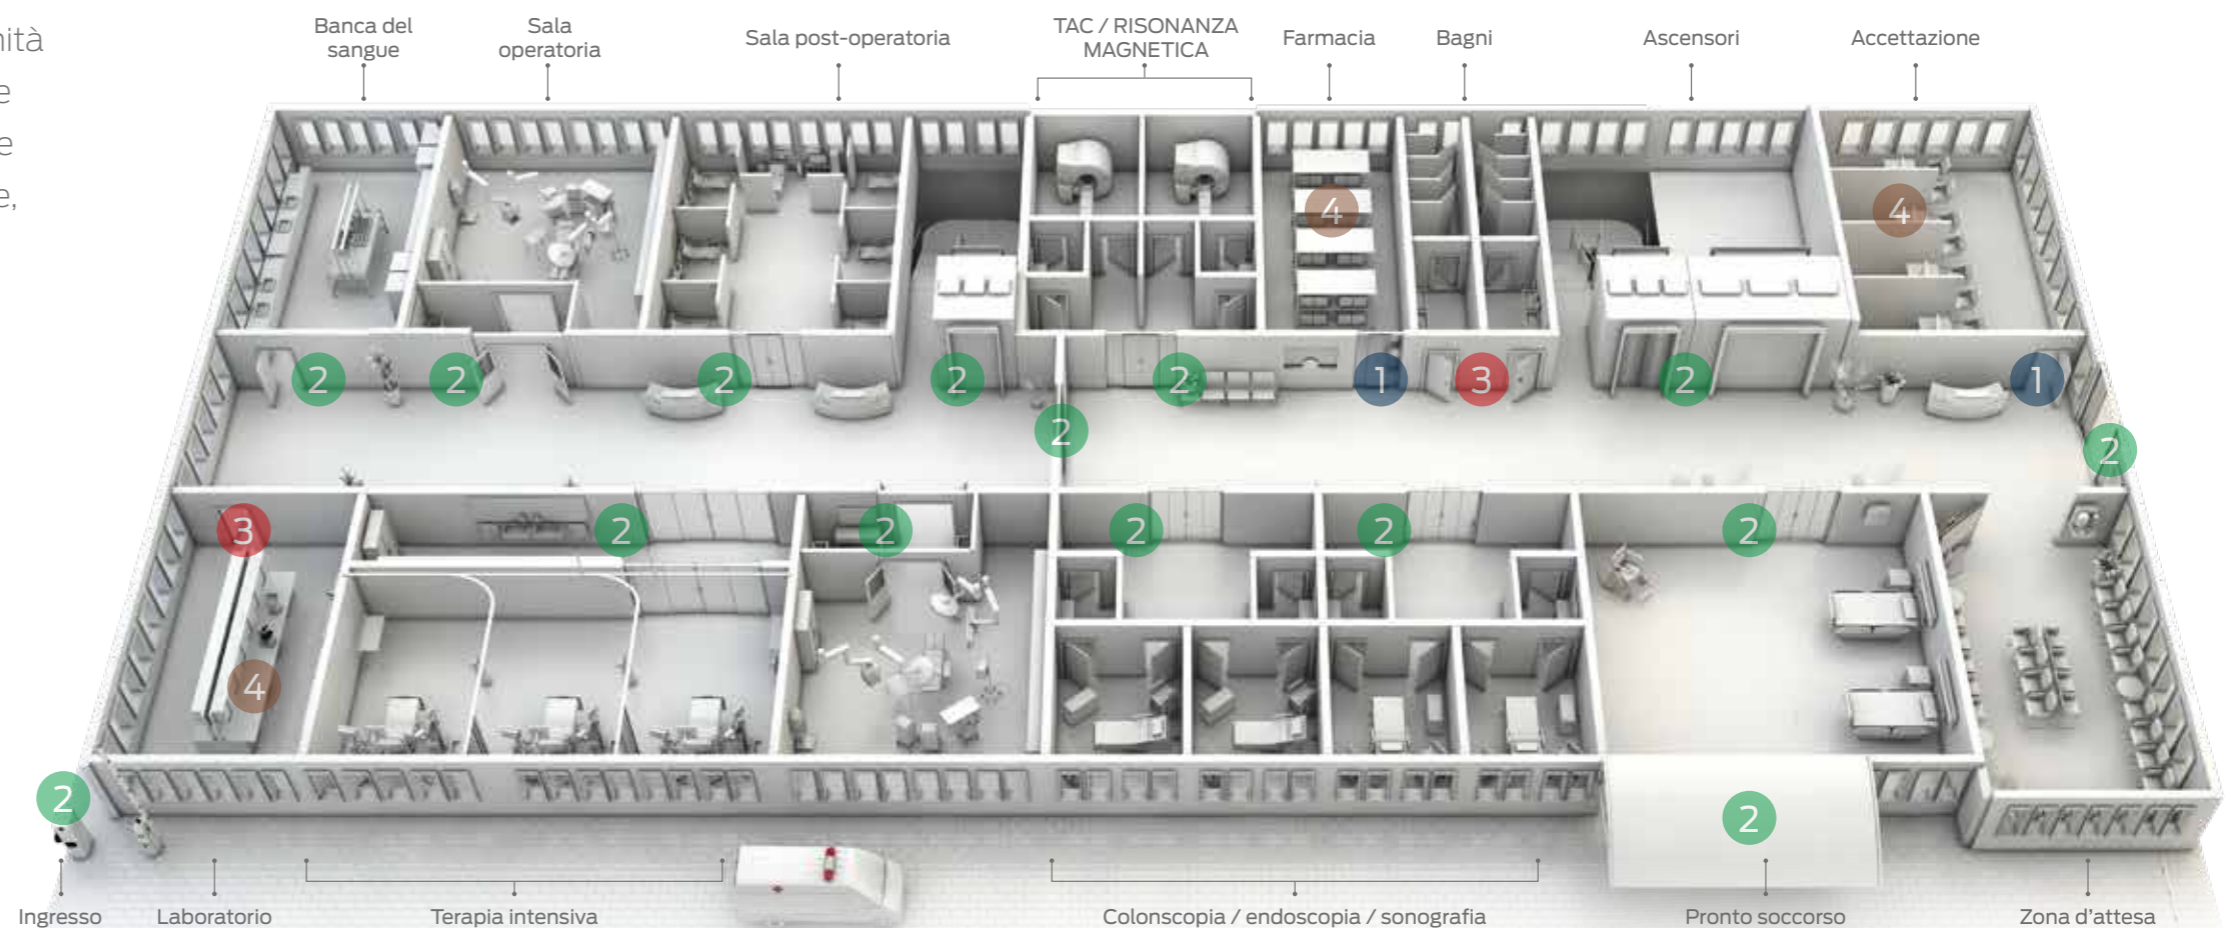 nità
e
e
e,
Banca del
sangue
Sala
operatoria
Sala post-operatoria
TAC / RISONANZA
MAGNETICA
Farmacia
Bagni
Ascensori
Accettazione
4
4
2
2
2
2
2
1
3
2
1
2
2
3
2
2
2
2
2
4
2
2
Ingresso
Laboratorio
Terapia intensiva
Colonscopia / endoscopia / sonografia
Pronto soccorso
Zona d'attesa